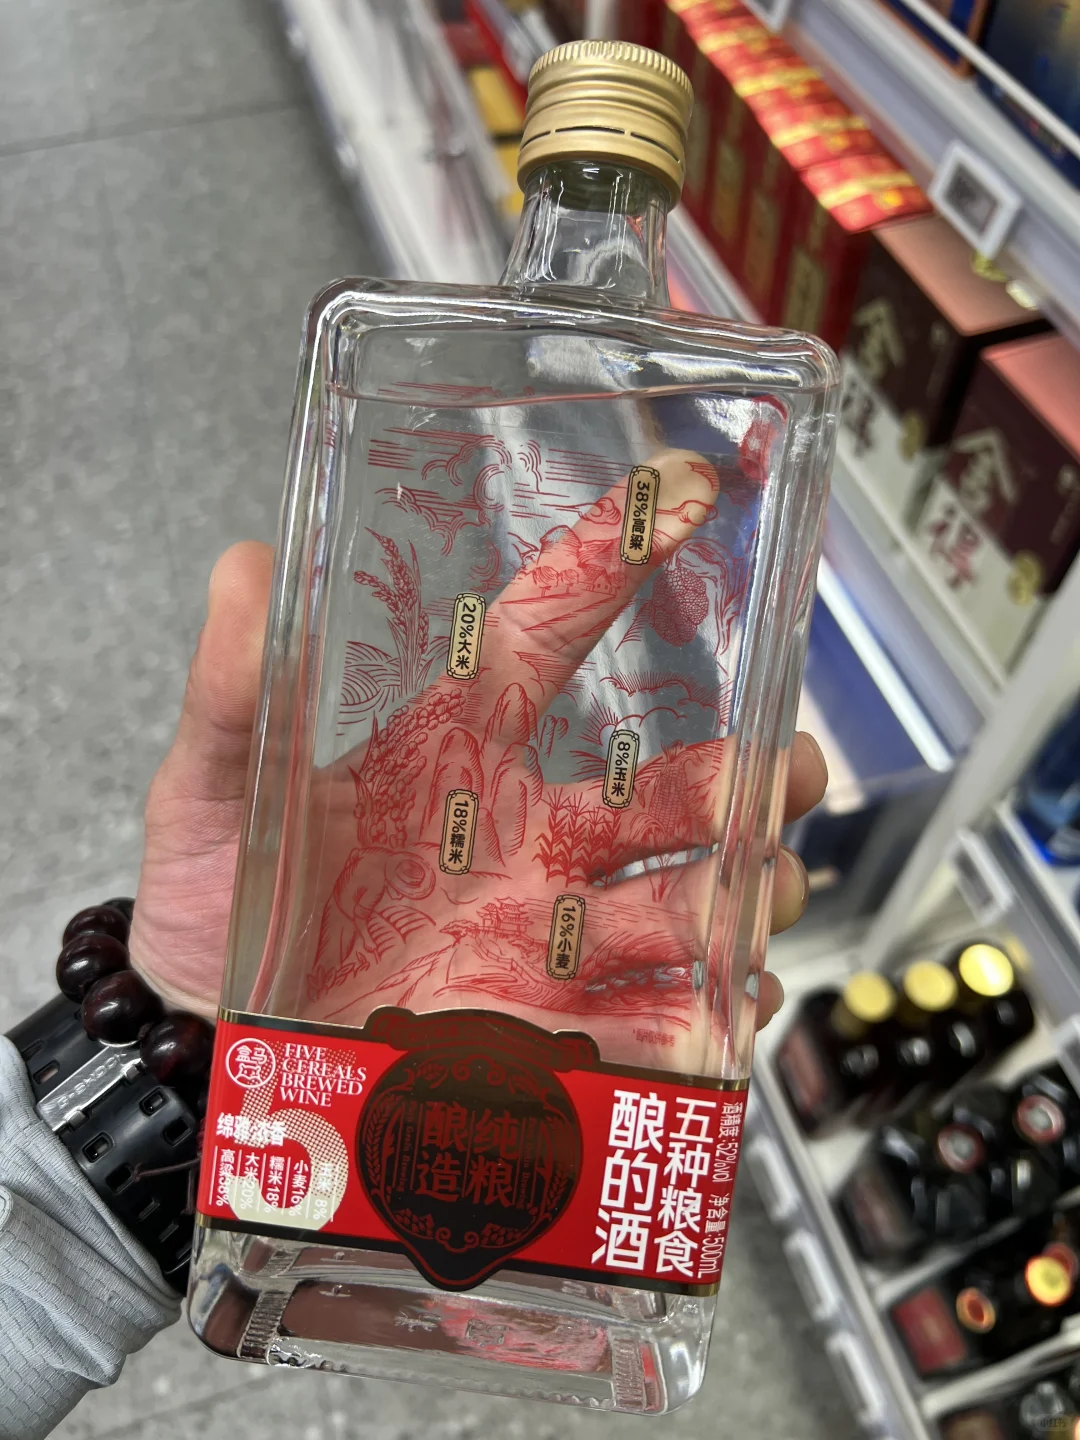 38%高粱
20%大米
8%玉米
18%糯米
16%小麦
盒马
FIVE
CEREALS
BREWED
WINE
绵雅浓香
高粱38%
大米20%
糯米18%
小麦16%
玉米 8%
纯粮
酿造
五种粮食
酿的酒
酒精度:52%vol 净含量:500mL